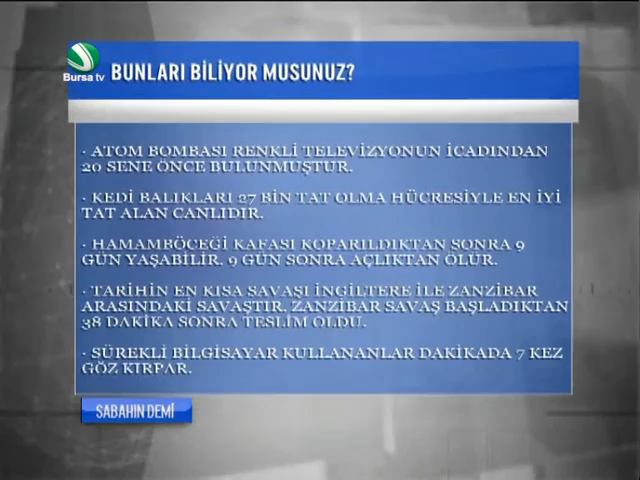 Bursa tv
BUNLARI BİLİYOR MUSUNUZ?
· ATOM BOMBASI RENKLİ TELEVİZYONUN İCADINDAN
20 SENE ÖNCE BULUNMUŞTUR.
· KEDİ BALIKLARI 27 BİN TAT OLMA HÜCRESİYLE EN İYİ
TAT ALAN CANLIDIR.
· HAMAMBÖCEĞİ KAFASI KOPARILDIKTAN SONRA 9
GÜN YAŞABİLİR, 9 GÜN SONRA AÇLIKTAN ÖLÜR.
· TARİHİN EN KISA SAVAŞI İNGİLTERE İLE ZANZİBAR
ARASINDAKİ SAVAŞTIR. ZANZİBAR SAVAŞ BAŞLADIKTAN
38 DAKİKA SONRA TESLİM OLDU.
· SÜREKLİ BİLGİSAYAR KULLANANLAR DAKİKADA 7 KEZ
GÖZ KIRPAR.
SABAHIN DEMİ